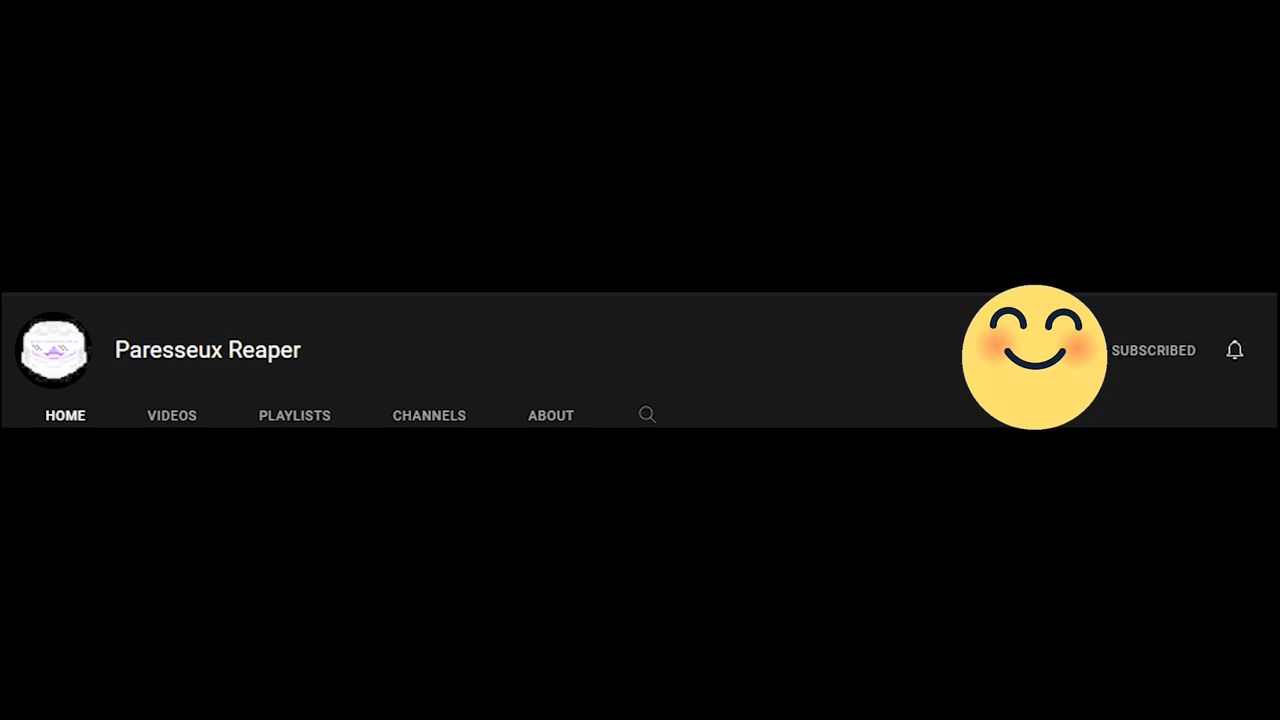 Paresseux Reaper
SUBSCRIBED
HOME VIDEOS PLAYLISTS CHANNELS ABOUT